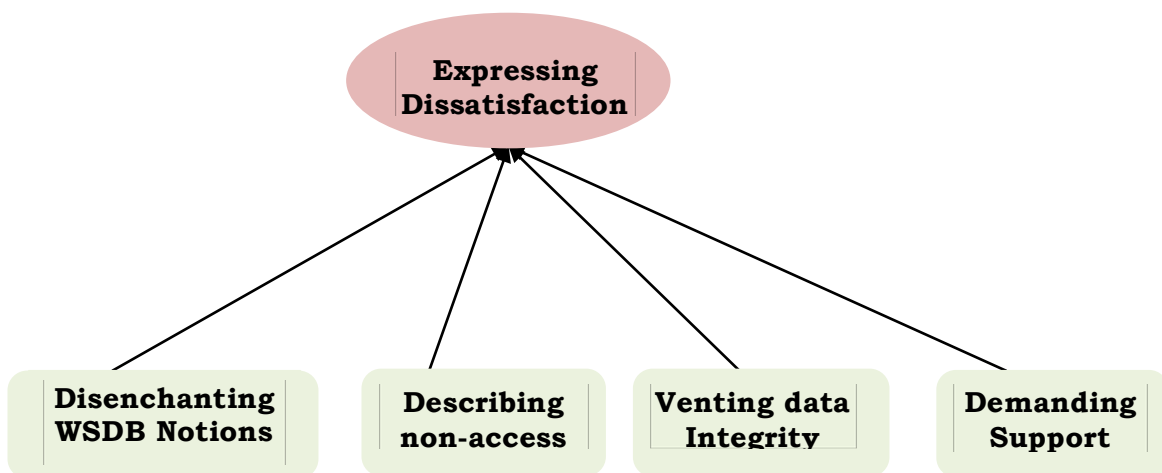 Expressing
Dissatisfaction
Disenchanting
WSDB Notions
Describing
non-access
Venting data
Integrity
Demanding
Support